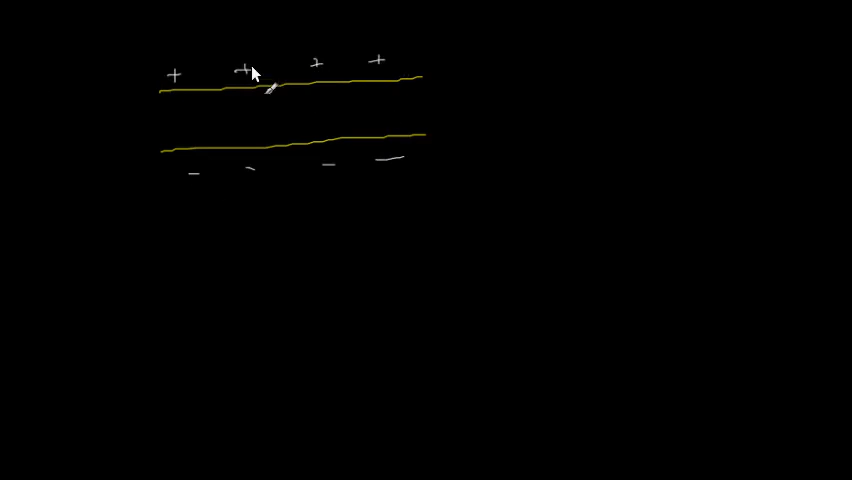 + + + +
- - - -